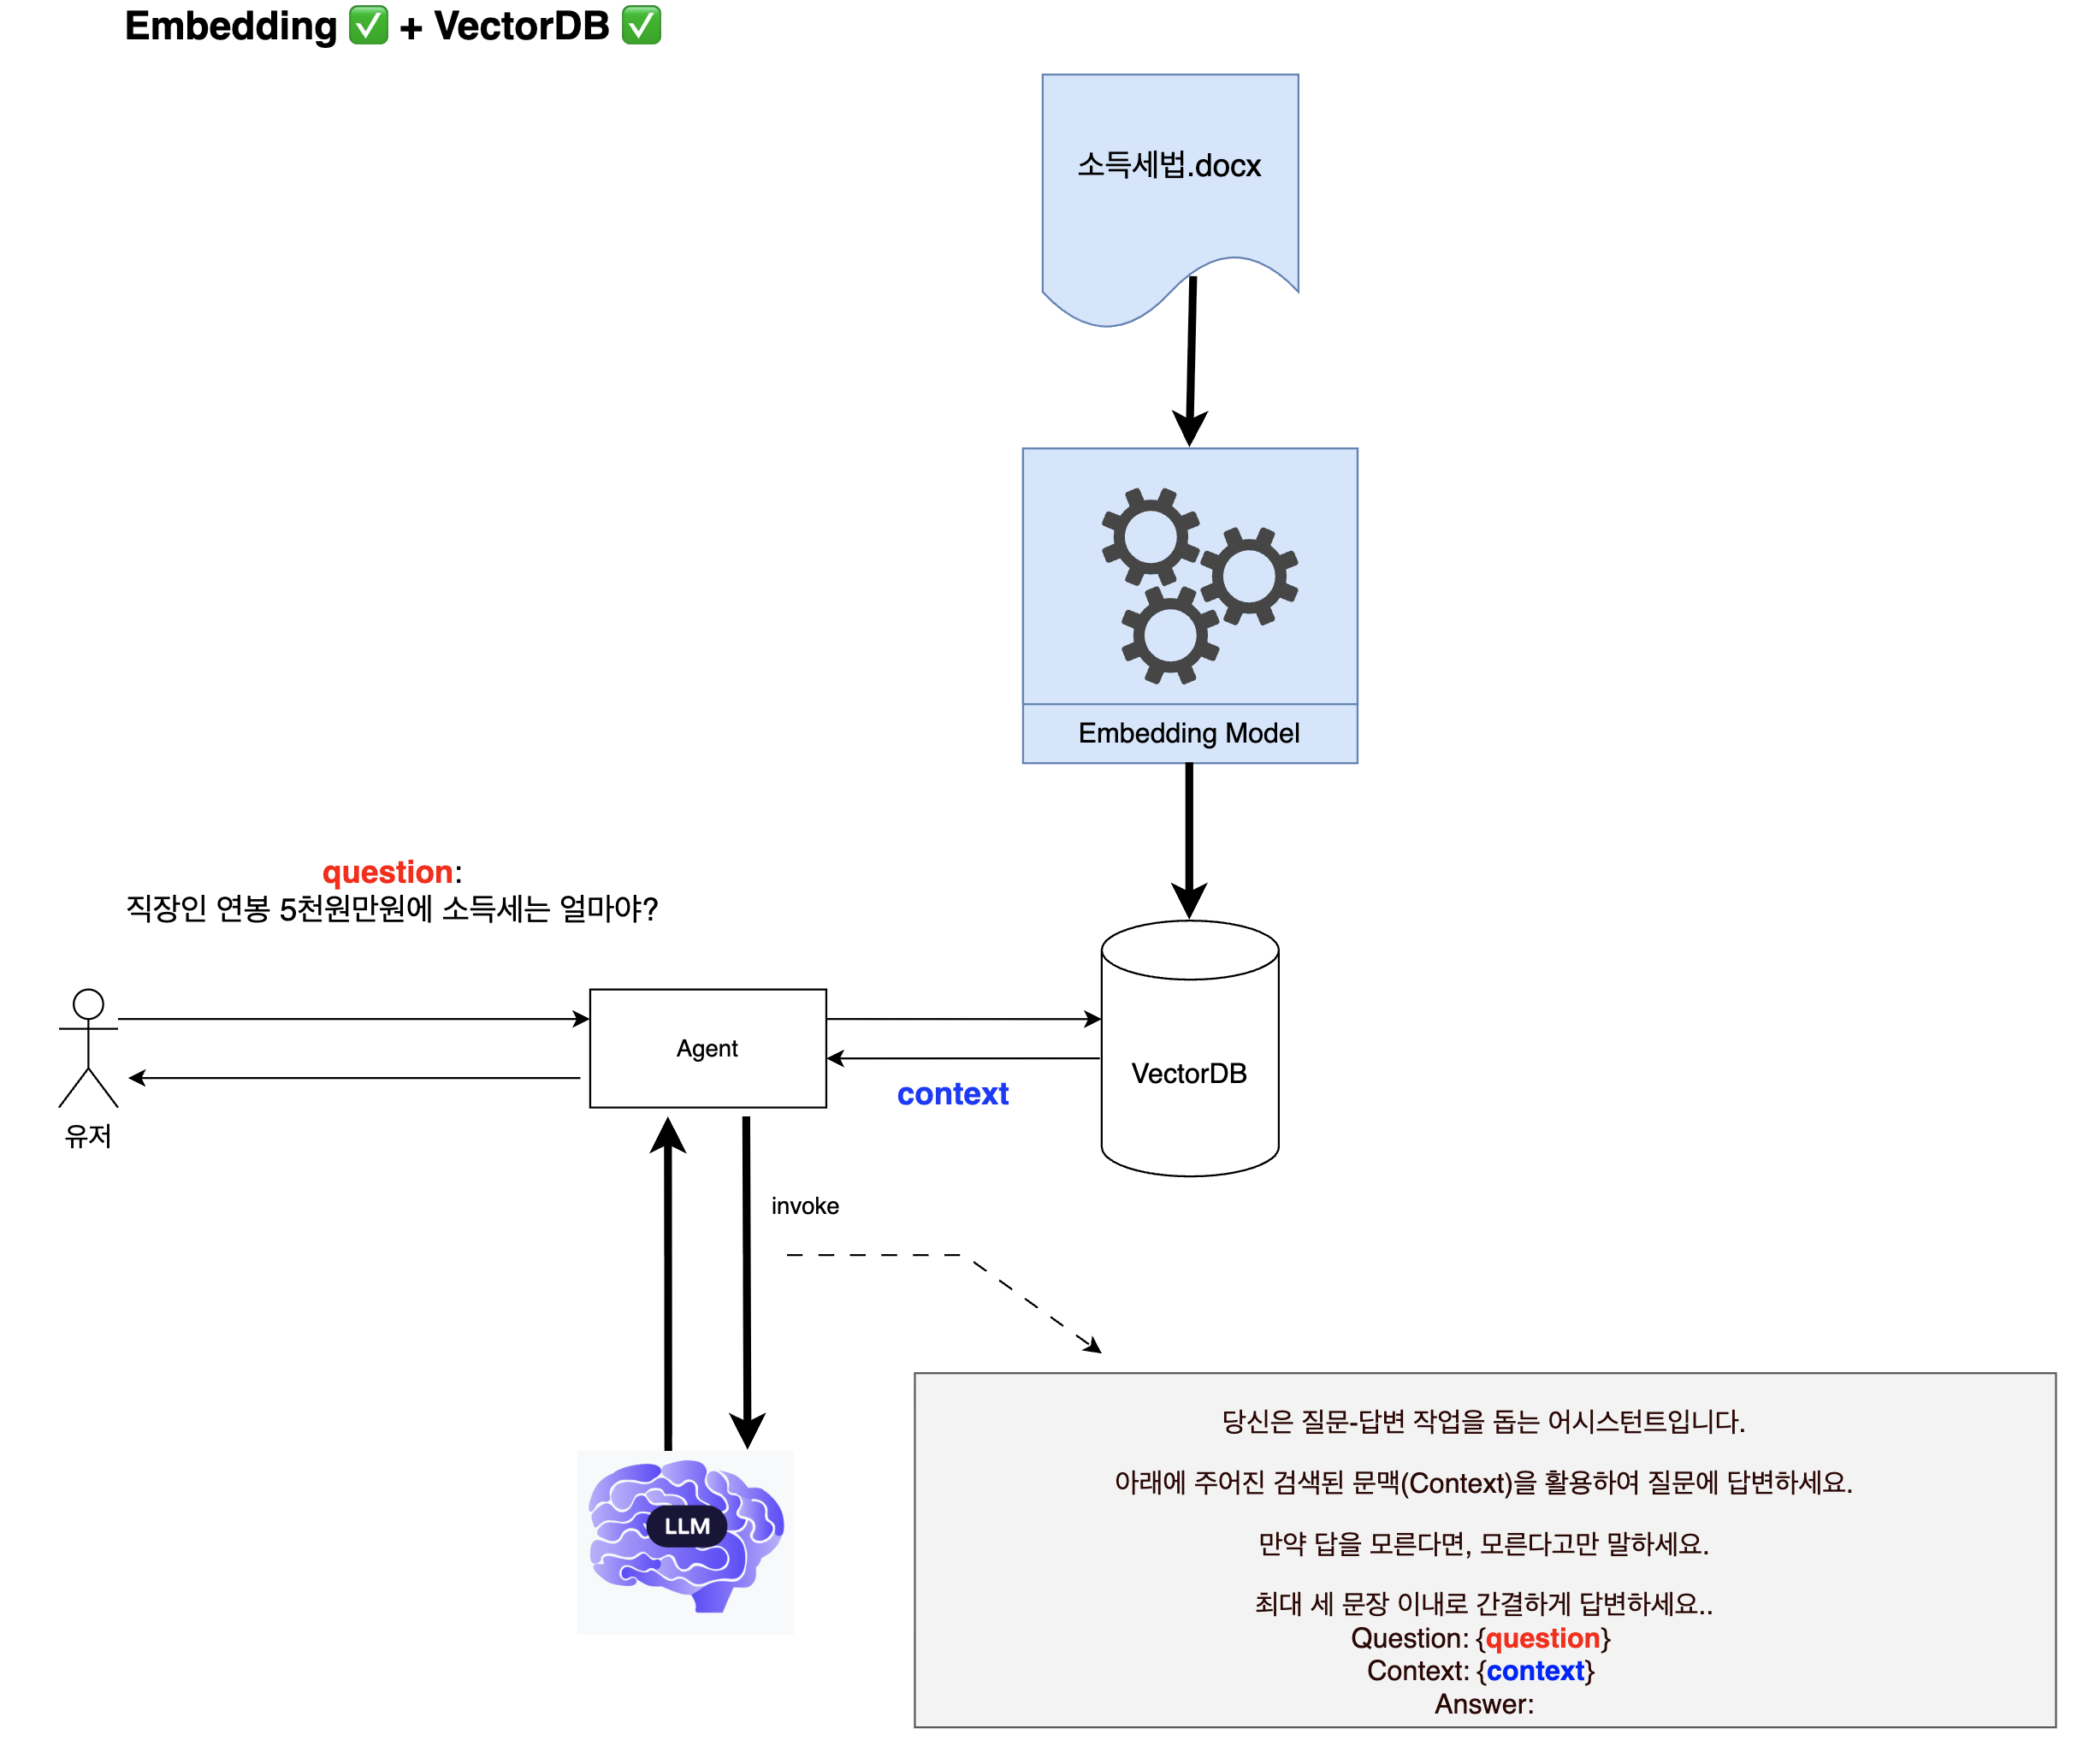 Embedding ✅ + VectorDB ✅
소득세법.docx
Embedding Model
question:
직장인 연봉 5천원만원에 소득세는 얼마야?
Agent
VectorDB
context
유저
invoke
LLM
당신은 질문-답변 작업을 돕는 어시스턴트입니다.
아래에 주어진 검색된 문맥(Context)을 활용하여 질문에 답변하세요.
만약 답을 모른다면, 모른다고만 말하세요.
최대 세 문장 이내로 간결하게 답변하세요..
Question: {question}
Context: {context}
Answer: